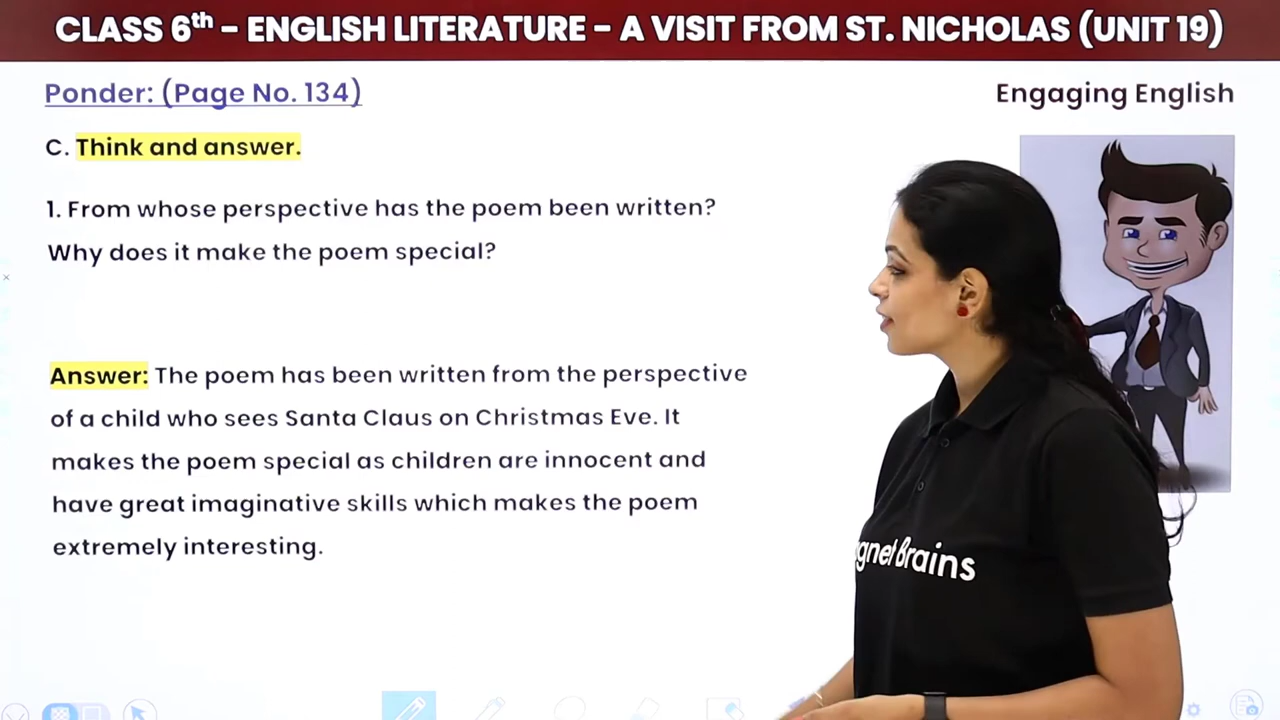 CLASS 6th – ENGLISH LITERATURE – A VISIT FROM ST. NICHOLAS (UNIT 19)
Ponder: (Page No. 134)
Engaging English
C. Think and answer.
1. From whose perspective has the poem been written?
Why does it make the poem special?
Answer: The poem has been written from the perspective
of a child who sees Santa Claus on Christmas Eve. It
makes the poem special as children are innocent and
have great imaginative skills which makes the poem
extremely interesting.
gnet Brains